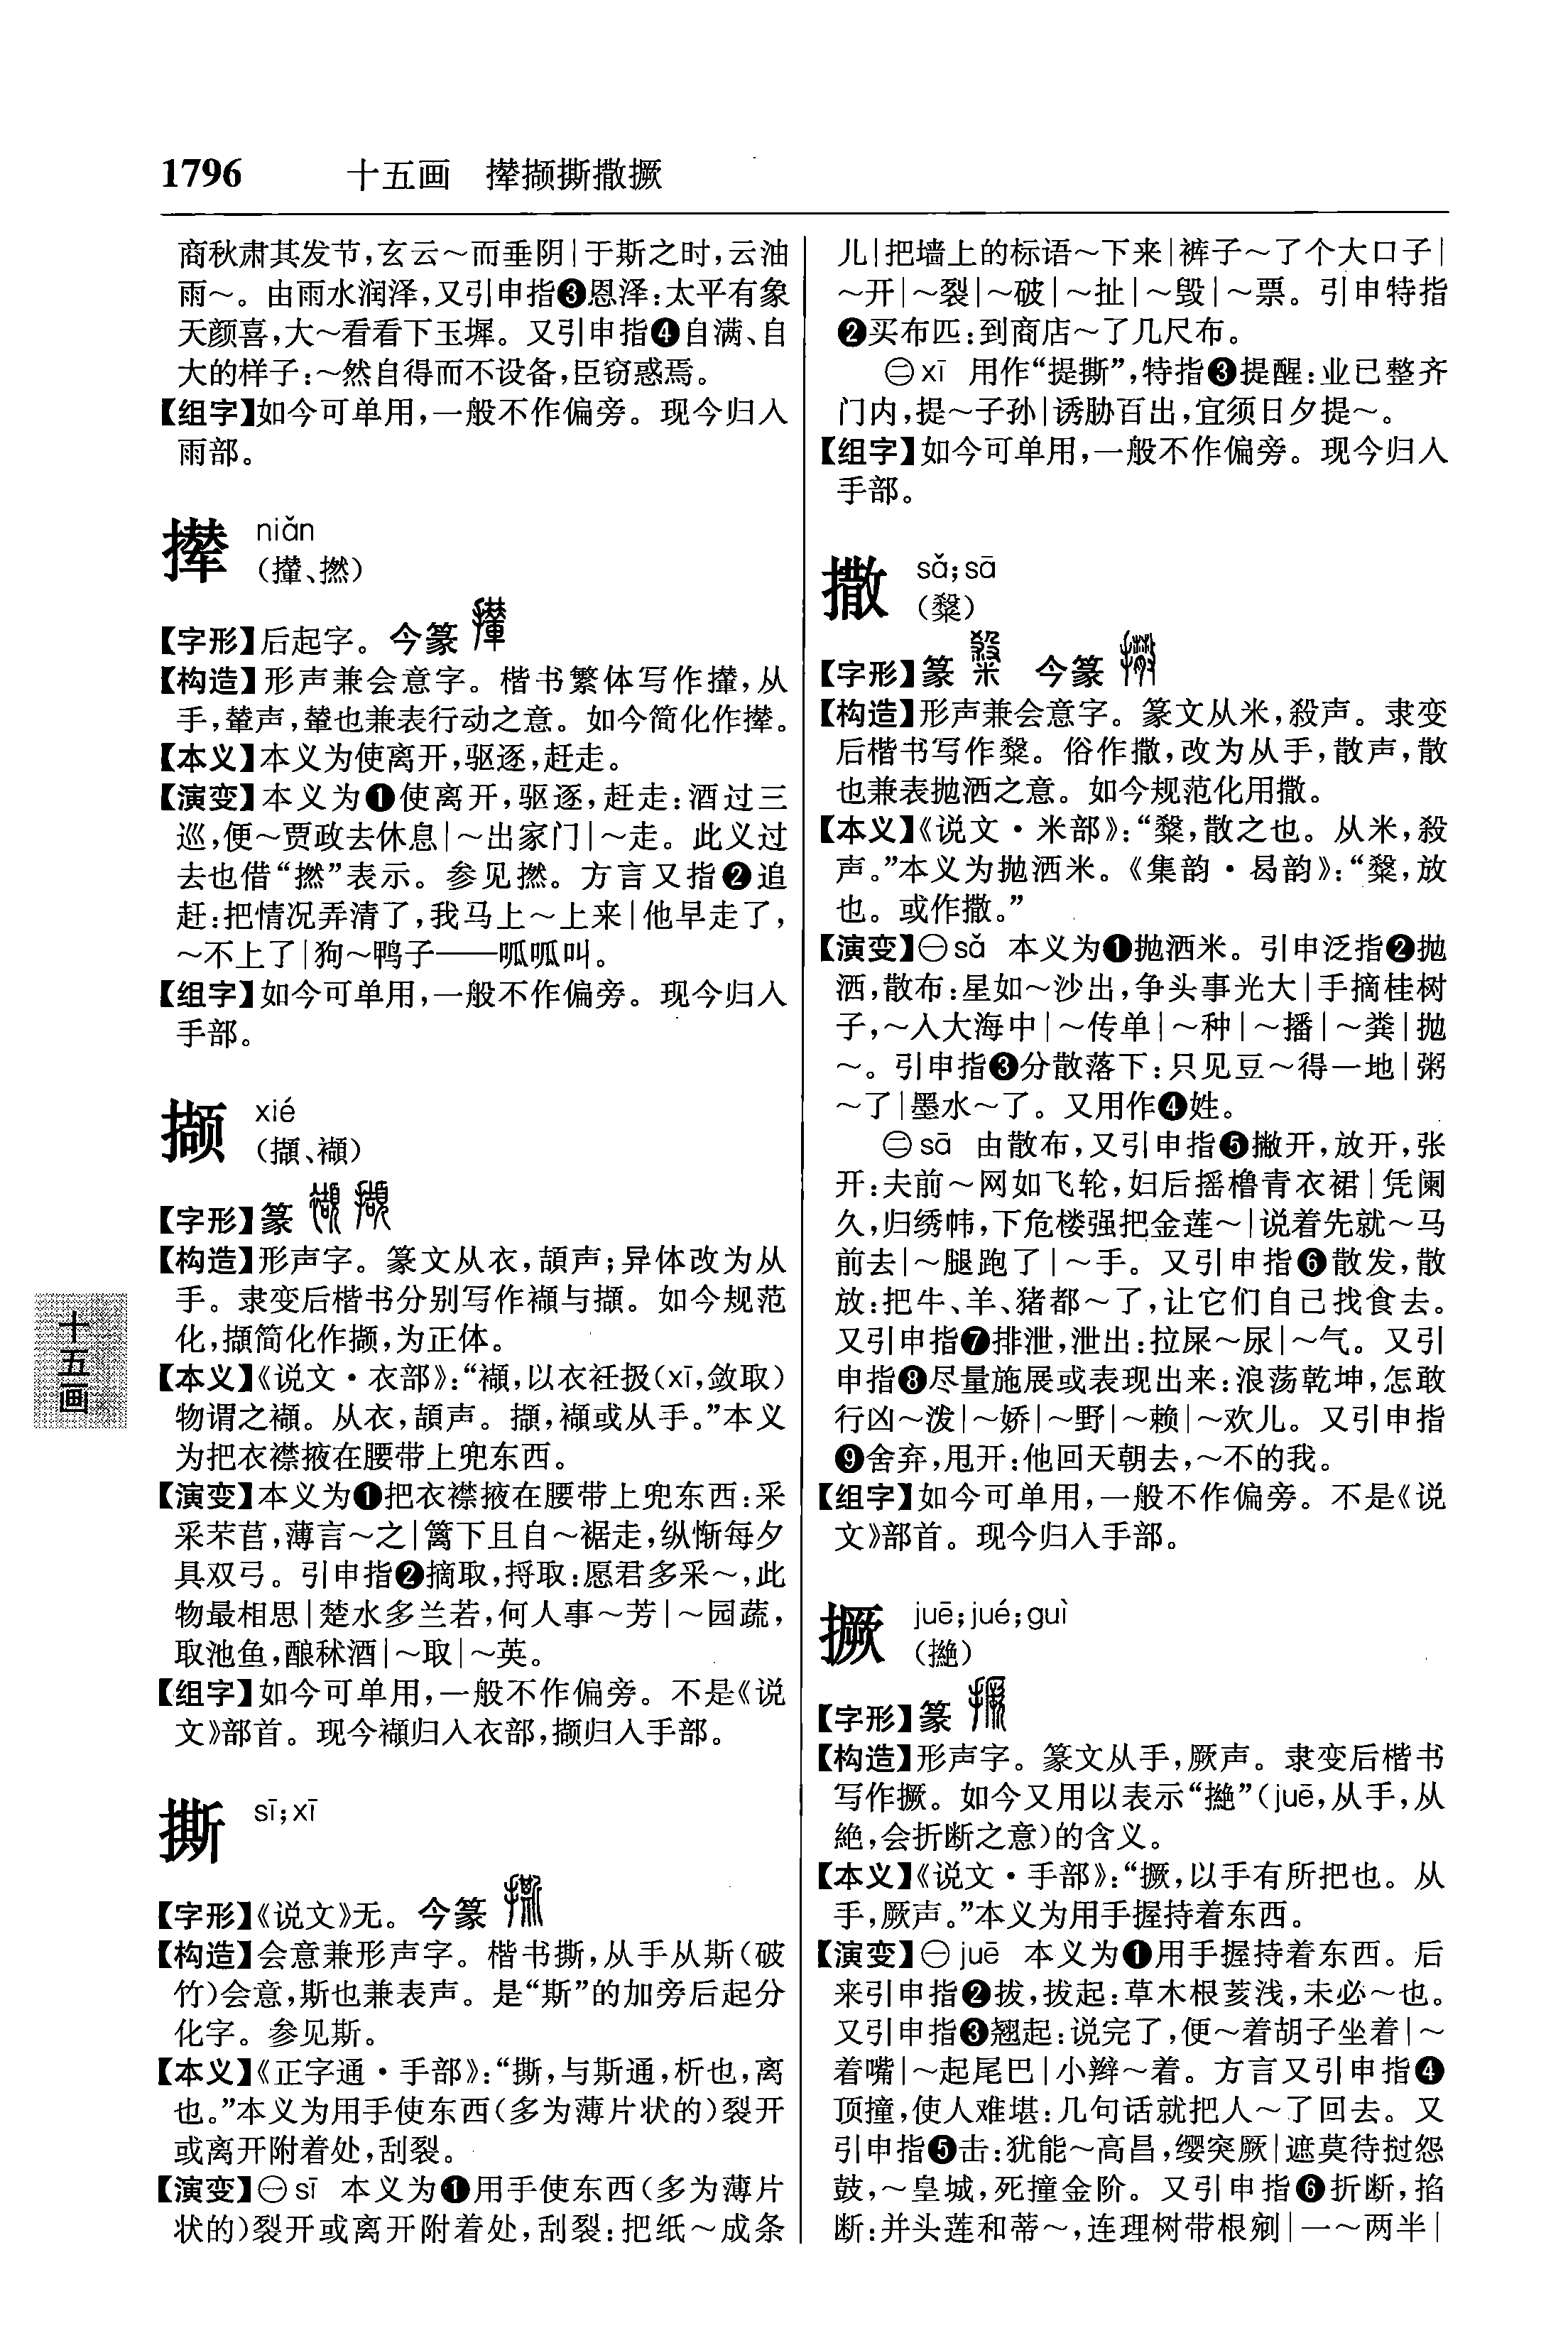 1796 十五画 撵撷撕撒撅
商秋肃其发节,玄云～而垂阴|于斯之时,云油
雨～。由雨水润泽,又引申指❸恩泽:太平有象
天颜喜,大～看看下玉墀。又引申指❹自满、自
大的样子:～然自得而不设备,臣窃惑焉。
【组字】如今可单用,一般不作偏旁。现今归入
雨部。
撵 niǎn
(攆、撚)
【字形】后起字。今篆
【构造】形声兼会意字。楷书繁体写作攆,从
手,輦声,輦也兼表行动之意。如今简化作撵。
【本义】本义为使离开,驱逐,赶走。
【演变】本义为❶使离开,驱逐,赶走:酒过三
巡,便～贾政去休息|～出家门|～走。此义过
去也借“撚”表示。参见撚。方言又指❷追
赶:把情况弄清了,我马上～上来|他早走了,
～不上了|狗～鸭子——呱呱叫。
【组字】如今可单用,一般不作偏旁。现今归入
手部。
撷 xié
(擷、襭)
【字形】篆
【构造】形声字。篆文从衣,頡声;异体改为从
手。隶变后楷书分别写作襭与擷。如今规范
化,擷简化作撷,为正体。
【本义】《说文·衣部》:“襭,以衣衽扱(xī,敛取)
物谓之襭。从衣,頡声。擷,襭或从手。”本义
为把衣襟掖在腰带上兜东西。
【演变】本义为❶把衣襟掖在腰带上兜东西:采
采芣苢,薄言～之|篱下且自～裾走,纵惭每夕
具双弓。引申指❷摘取,捋取:愿君多采～,此
物最相思|楚水多兰若,何人事～芳|～园蔬,
取池鱼,酿秫酒|～取|～英。
【组字】如今可单用,一般不作偏旁。不是《说
文》部首。现今襭归入衣部,撷归入手部。
撕 sī;xī
【字形】《说文》无。今篆
【构造】会意兼形声字。楷书撕,从手从斯(破
竹)会意,斯也兼表声。是“斯”的加旁后起分
化字。参见斯。
【本义】《正字通·手部》:“撕,与斯通,析也,离
也。”本义为用手使东西(多为薄片状的)裂开
或离开附着处,刮裂。
【演变】㊀sī 本义为❶用手使东西(多为薄片
状的)裂开或离开附着处,刮裂:把纸～成条
儿|把墙上的标语～下来|裤子～了个大口子|
～开|～裂|～破|～扯|～毁|～票。引申特指
❷买布匹:到商店～了几尺布。
㊁xī 用作“提撕”,特指❸提醒:业已整齐
门内,提～子孙|诱胁百出,宜须日夕提～。
【组字】如今可单用,一般不作偏旁。现今归入
手部。
撒 sǎ;sā
(䊛)
【字形】篆 今篆
【构造】形声兼会意字。篆文从米,殺声。隶变
后楷书写作䊛。俗作撒,改为从手,散声,散
也兼表抛洒之意。如今规范化用撒。
【本义】《说文·米部》:“䊛,散之也。从米,殺
声。”本义为抛洒米。《集韵·曷韵》:“䊛,放
也。或作撒。”
【演变】㊀sǎ 本义为❶抛洒米。引申泛指❷抛
洒,散布:星如～沙出,争头事光大|手摘桂树
子,～入大海中|～传单|～种|～播|～粪|抛
～。引申指❸分散落下:只见豆～得一地|粥
～了|墨水～了。又用作❹姓。
㊁sā 由散布,又引申指❺撇开,放开,张
开:夫前～网如飞轮,妇后摇橹青衣裙|凭阑
久,归绣帏,下危楼强把金莲～|说着先就～马
前去|～腿跑了|～手。又引申指❻散发,散
放:把牛、羊、猪都～了,让它们自己找食去。
又引申指❼排泄,泄出:拉屎～尿|～气。又引
申指❽尽量施展或表现出来:浪荡乾坤,怎敢
行凶～泼|～娇|～野|～赖|～欢儿。又引申指
❾舍弃,甩开:他回天朝去,～不的我。
【组字】如今可单用,一般不作偏旁。不是《说
文》部首。现今归入手部。
撅 juē;jué;guì
(撧)
【字形】篆
【构造】形声字。篆文从手,厥声。隶变后楷书
写作撅。如今又用以表示“撧”(juē,从手,从
絶,会折断之意)的含义。
【本义】《说文·手部》:“撅,以手有所把也。从
手,厥声。”本义为用手握持着东西。
【演变】㊀juē 本义为❶用手握持着东西。后
来引申指❷拔,拔起:草木根荄浅,未必～也。
又引申指❸翘起:说完了,便～着胡子坐着|～
着嘴|～起尾巴|小辫～着。方言又引申指❹
顶撞,使人难堪:几句话就把人～了回去。又
引申指❺击:犹能～高昌,缨突厥|遮莫待挝怨
鼓,～皇城,死撞金阶。又引申指❻折断,掐
断:并头莲和蒂～,连理树带根剜|一～两半|
十五画